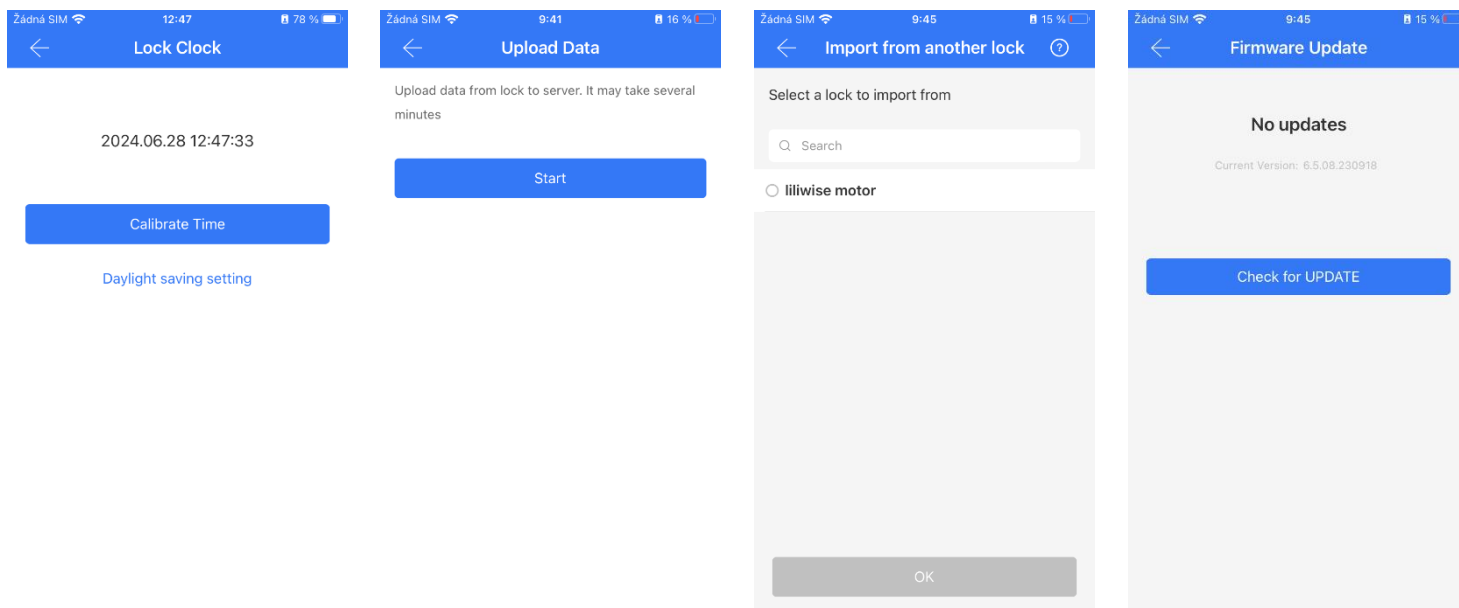 Žádná SIM 12:47 78 %
Lock Clock
2024.06.28 12:47:33
Calibrate Time
Daylight saving setting
Žádná SIM 9:41 16 %
Upload Data
Upload data from lock to server. It may take several
minutes
Start
Žádná SIM 9:45 15 %
Import from another lock ?
Select a lock to import from
Search
liliwise motor
OK
Žádná SIM 9:45 15 %
Firmware Update
No updates
Current Version: 6.5.08.230918
Check for UPDATE